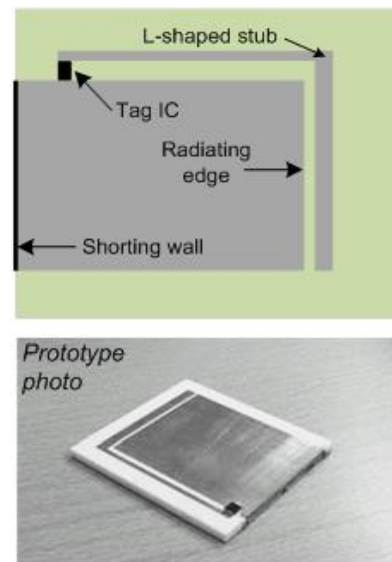 L-shaped stub
Tag IC
Radiating
edge
Shorting wall
Prototype
photo